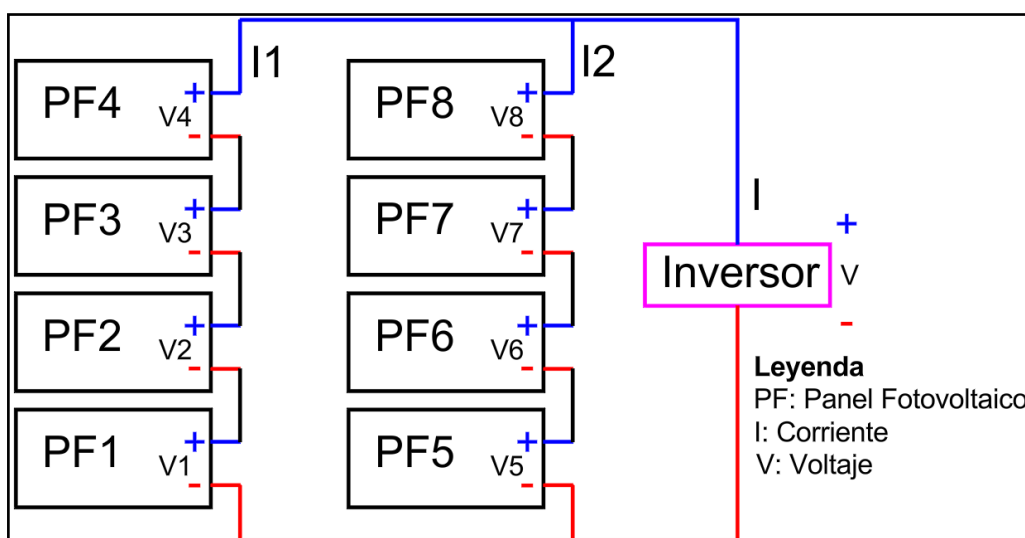 I1
I2
PF4
+
V4
-
PF8
+
V8
-
PF3
+
V3
-
PF7
+
V7
-
I
+
Inversor
V
-
PF2
+
V2
-
PF6
+
V6
-
PF1
+
V1
-
PF5
+
V5
-
Leyenda
PF: Panel Fotovoltaico
I: Corriente
V: Voltaje